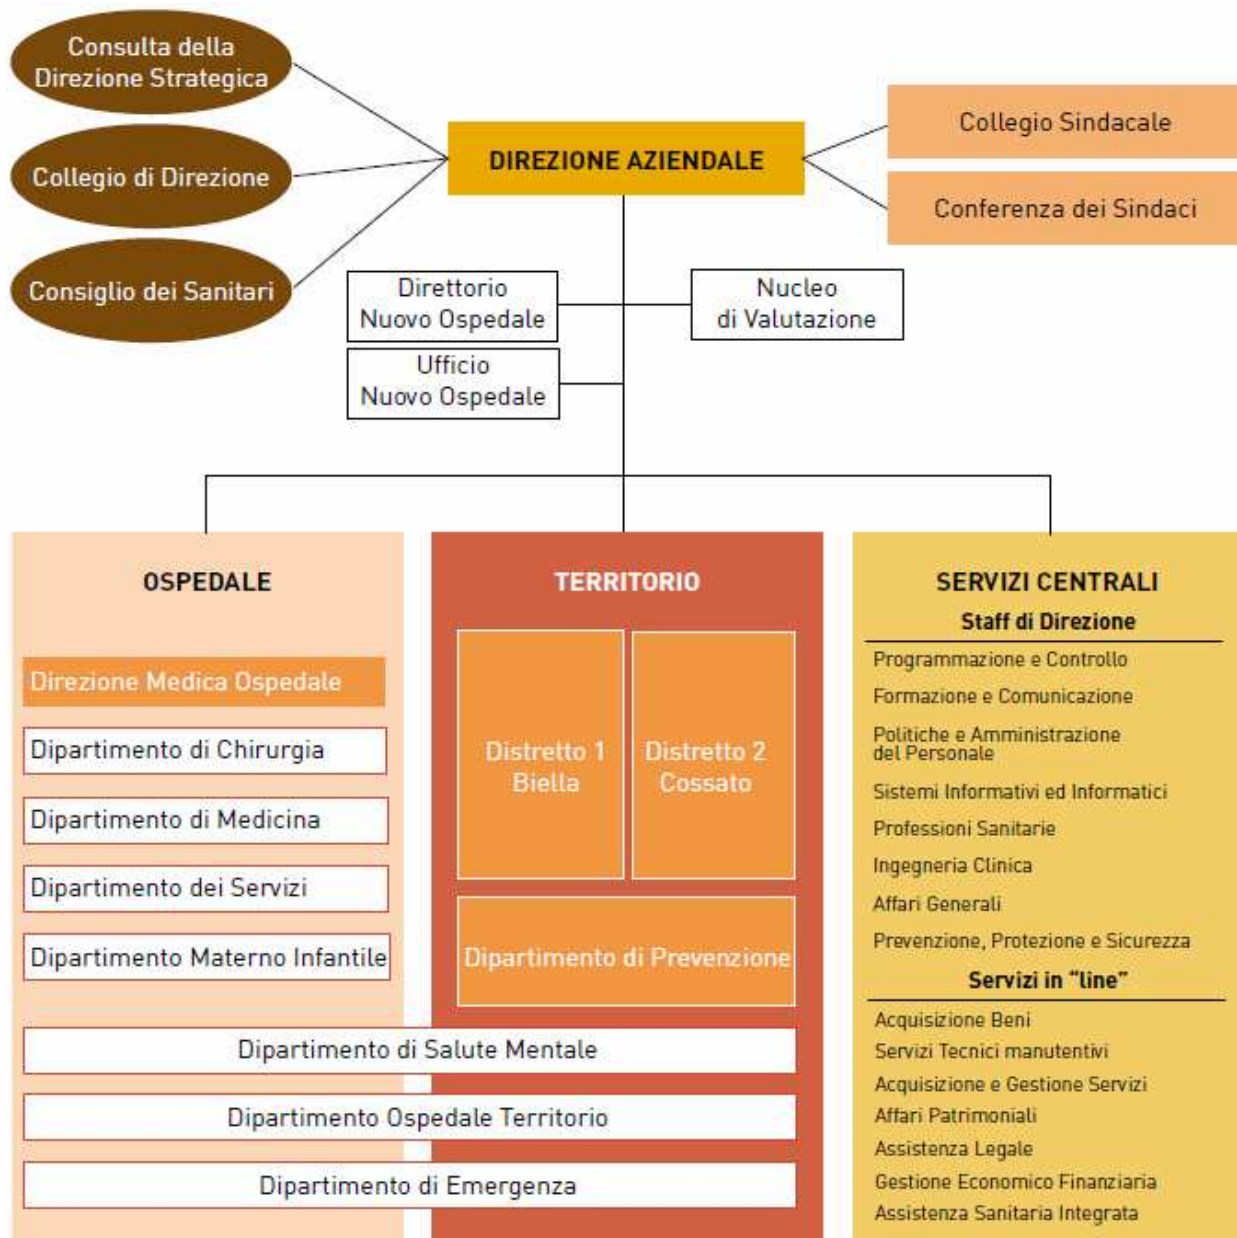 Consulta della
Direzione Strategica
Collegio di Direzione
Consiglio dei Sanitari
DIREZIONE AZIENDALE
Collegio Sindacale
Conferenza dei Sindaci
Direttorio
Nuovo Ospedale
Nucleo
di Valutazione
Ufficio
Nuovo Ospedale
OSPEDALE
Direzione Medica Ospedale
Dipartimento di Chirurgia
Dipartimento di Medicina
Dipartimento dei Servizi
Dipartimento Materno Infantile
TERRITORIO
Distretto 1
Biella
Distretto 2
Cossato
Dipartimento di Prevenzione
Dipartimento di Salute Mentale
Dipartimento Ospedale Territorio
Dipartimento di Emergenza
SERVIZI CENTRALI
Staff di Direzione
Programmazione e Controllo
Formazione e Comunicazione
Politiche e Amministrazione
del Personale
Sistemi Informativi ed Informatici
Professioni Sanitarie
Ingegneria Clinica
Affari Generali
Prevenzione, Protezione e Sicurezza
Servizi in “line”
Acquisizione Beni
Servizi Tecnici manutentivi
Acquisizione e Gestione Servizi
Affari Patrimoniali
Assistenza Legale
Gestione Economico Finanziaria
Assistenza Sanitaria Integrata